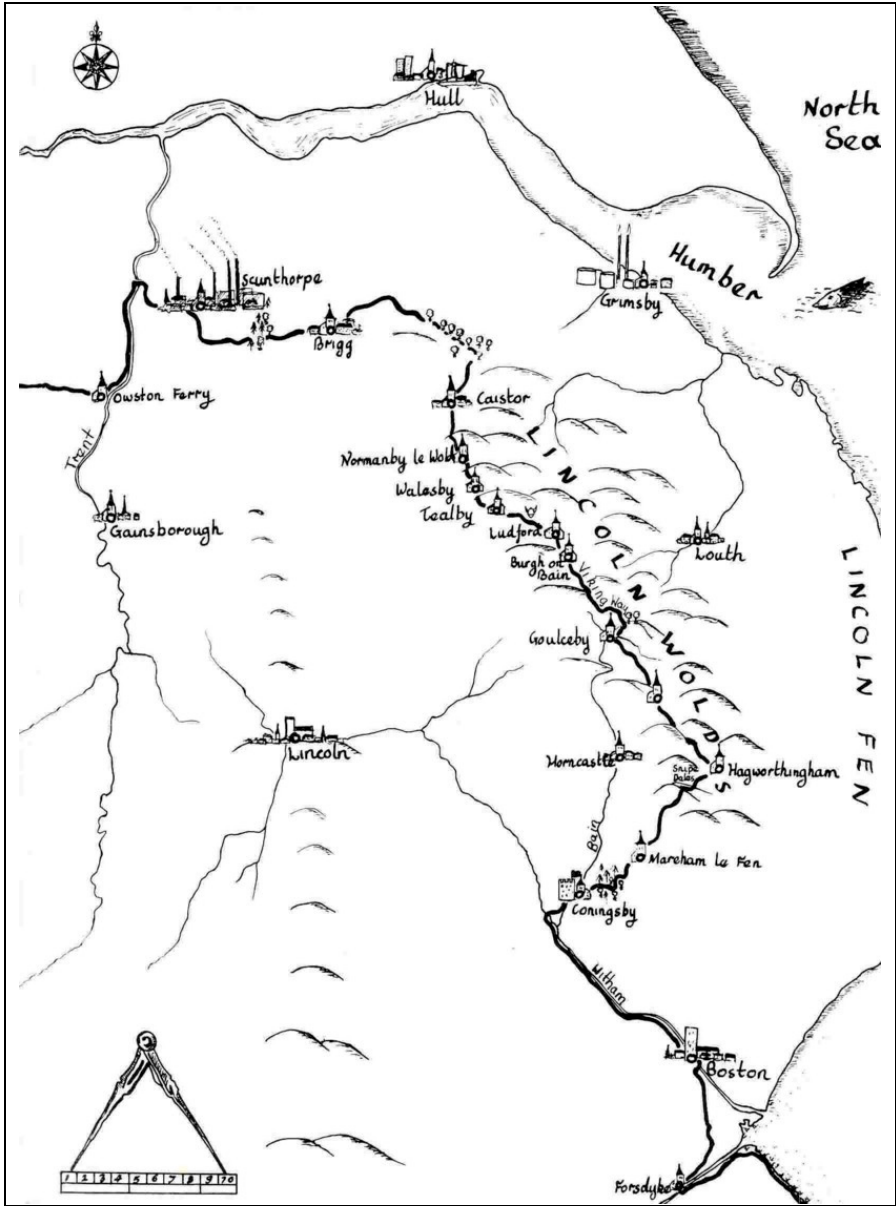 Hull
North
Sea
Scunthorpe
Humber
Grimsby
Brigg
Owston Ferry
Caistor
Trent
Normanby le Wold
Walesby
Tealby
Gainsborough
Ludford
Louth
Burgh on
Bain
Viking Way
LINCOLN WOLDS
LINCOLN FEN
Goulceby
Lincoln
Horncastle
Snipe
Dales
Hagworthingham
Bain
Mareham Le Fen
Coningsby
Witham
Boston
Forsdyke
1 2 3 4 5 6 7 8 9 10